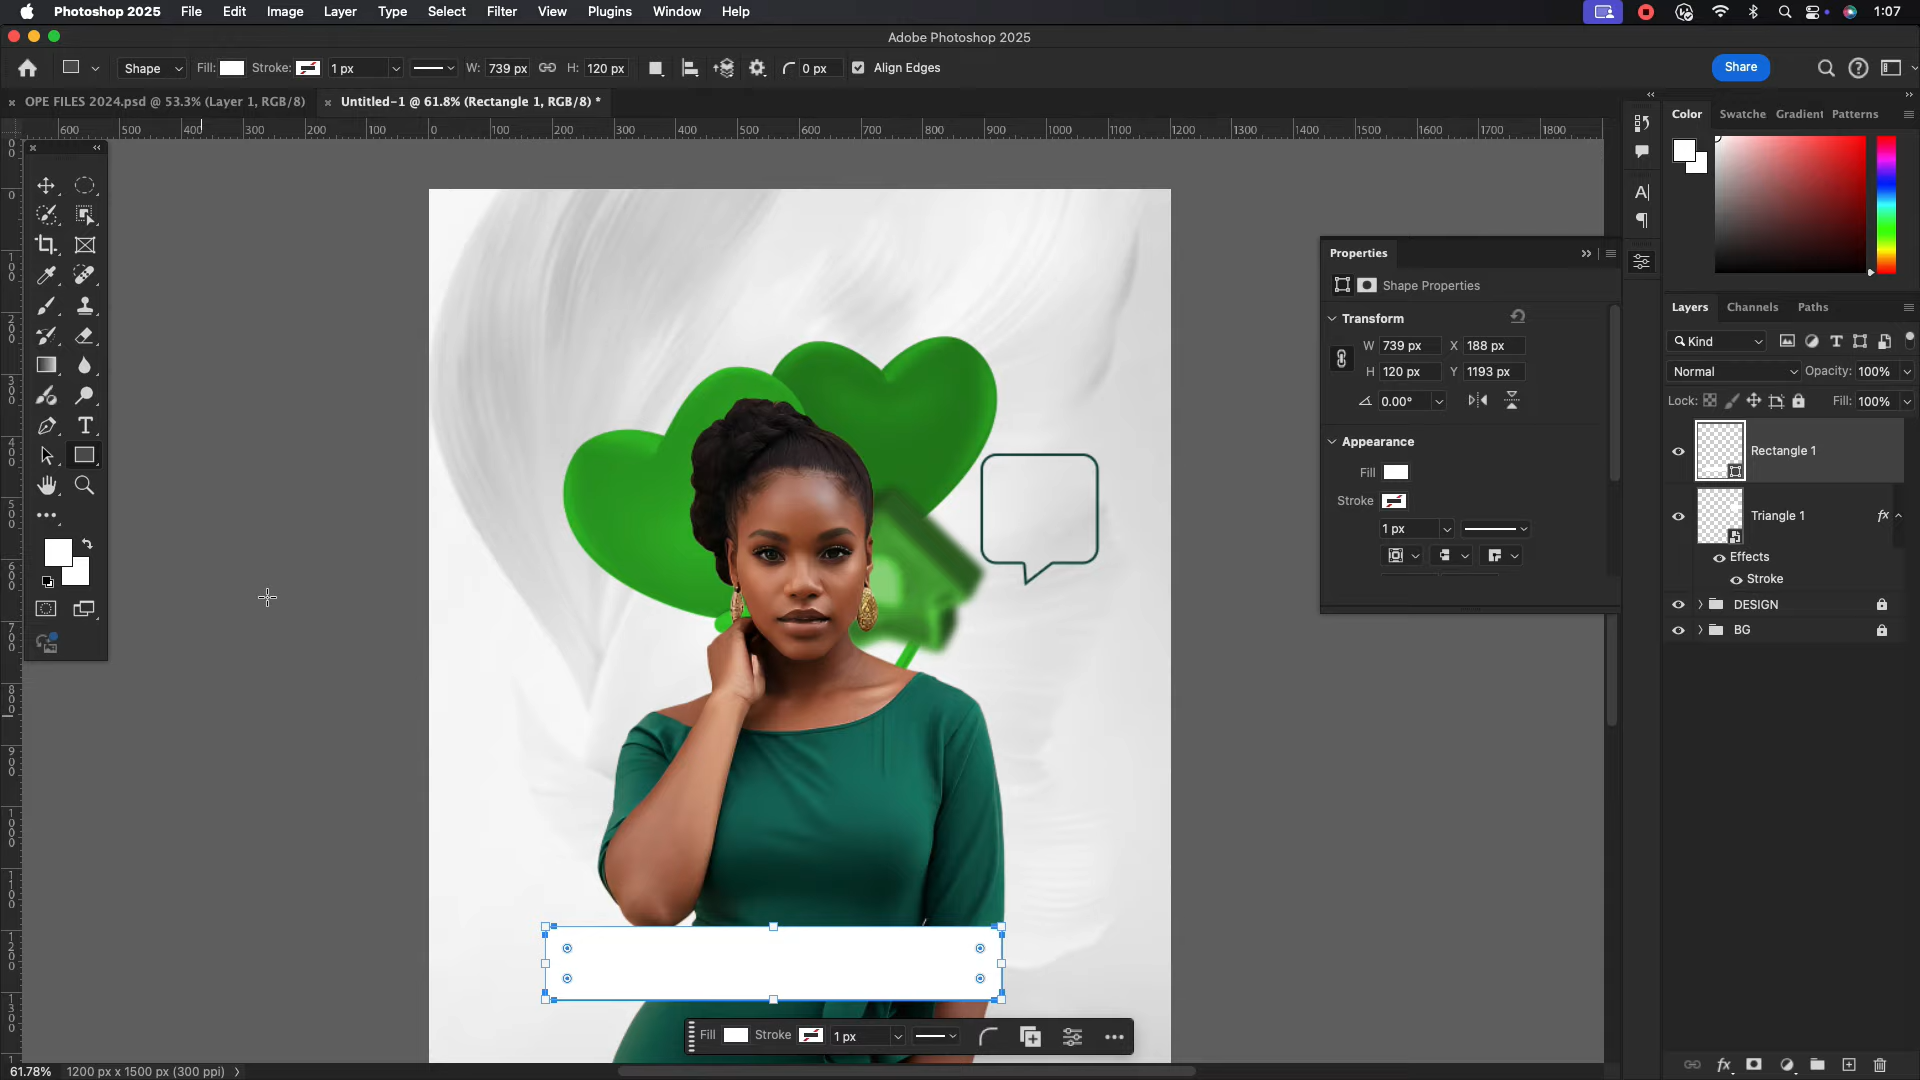 Photoshop 2025 File Edit Image Layer Type Select Filter View Plugins Window Help 1:07
Adobe Photoshop 2025
Shape Fill: Stroke: 1 px W: 739 px H: 120 px 0 px Align Edges Share
OPE FILES 2024.psd @ 53.3% (Layer 1, RGB/8) Untitled-1 @ 61.8% (Rectangle 1, RGB/8) *
600 500 400 300 200 100 0 100 200 300 400 500 600 700 800 900 1000 1100 1200 1300 1400 1500 1600 1700 1800
Color Swatche Gradien Patterns
Properties
Shape Properties
Transform
W 739 px X 188 px
H 120 px Y 1193 px
0.00°
Appearance
Fill
Stroke
1 px
Layers Channels Paths
Kind
Normal Opacity: 100%
Lock: Fill: 100%
Rectangle 1
Triangle 1 fx
Effects
Stroke
DESIGN
BG
Fill Stroke 1 px
61.78% 1200 px x 1500 px (300 ppi)